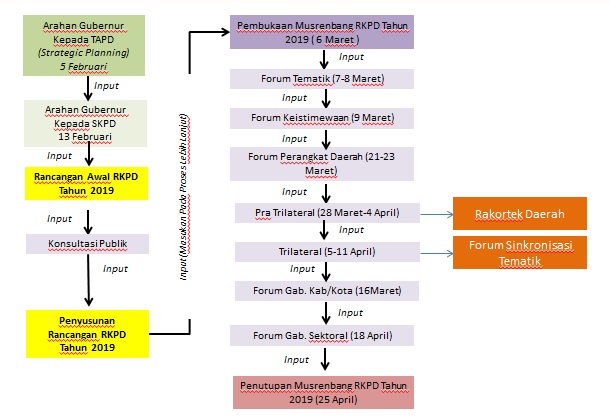 Arahan Gubernur
Kepada TAPD
(Strategic Planning)
5 Februari
Input
Arahan Gubernur
Kepada SKPD
13 Februari
Input
Rancangan Awal RKPD
Tahun 2019
Input
Konsultasi Publik
Input
Penyusunan
Rancangan RKPD
Tahun 2019
Input(Masukan Pada Proses Lebih Lanjut)
Pembukaan Musrenbang RKPD Tahun
2019 ( 6 Maret )
Input
Forum Tematik (7-8 Maret)
Input
Forum Keistimewaan (9 Maret)
Input
Forum Perangkat Daerah (21-23
Maret)
Input
Pra Trilateral (28 Maret-4 April)
Rakortek Daerah
Input
Trilateral (5-11 April)
Forum Sinkronisasi
Tematik
Input
Forum Gab. Kab/Kota (16Maret)
Input
Forum Gab. Sektoral (18 April)
Input
Penutupan Musrenbang RKPD Tahun
2019 (25 April)